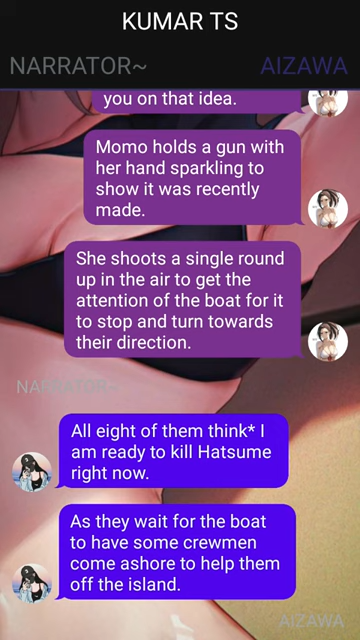 KUMAR TS
NARRATOR~
AIZAWA
you on that idea.
Momo holds a gun with
her hand sparkling to
show it was recently
made.
She shoots a single round
up in the air to get the
attention of the boat for it
to stop and turn towards
their direction.
NARRATOR~
All eight of them think* I
am ready to kill Hatsume
right now.
As they wait for the boat
to have some crewmen
come ashore to help them
off the island.
AIZAWA